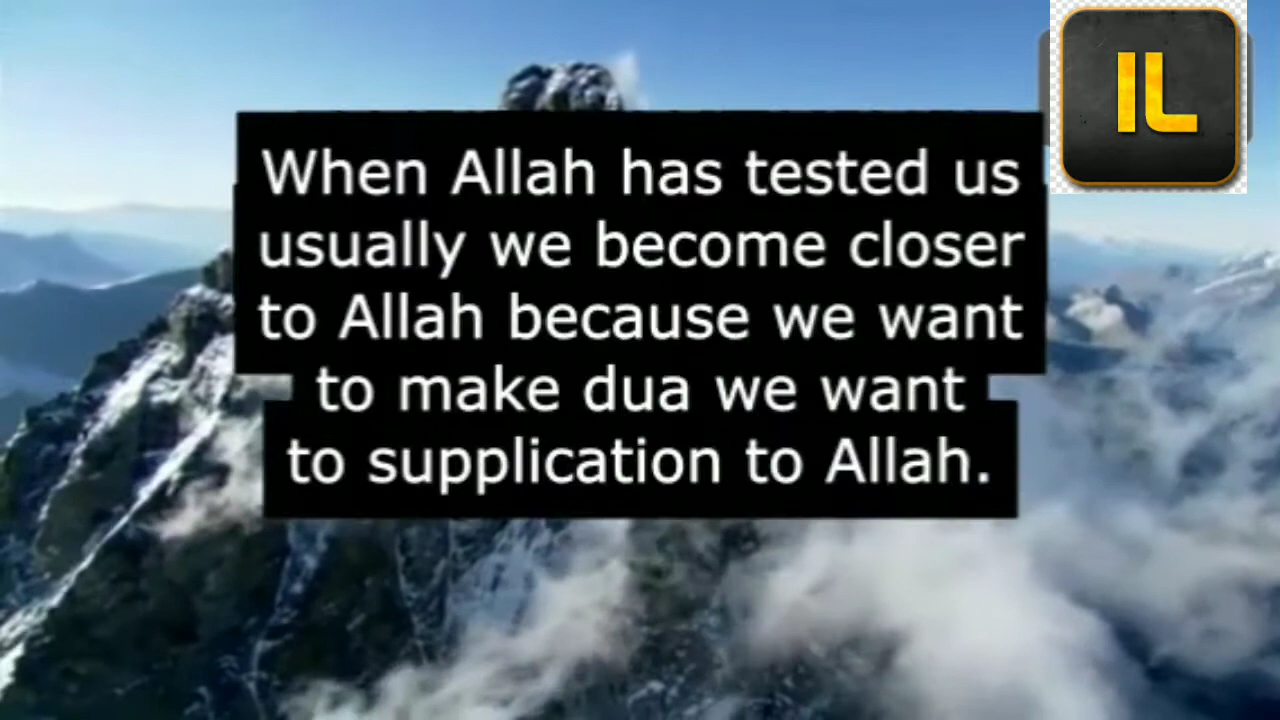 IL
When Allah has tested us
usually we become closer
to Allah because we want
to make dua we want
to supplication to Allah.